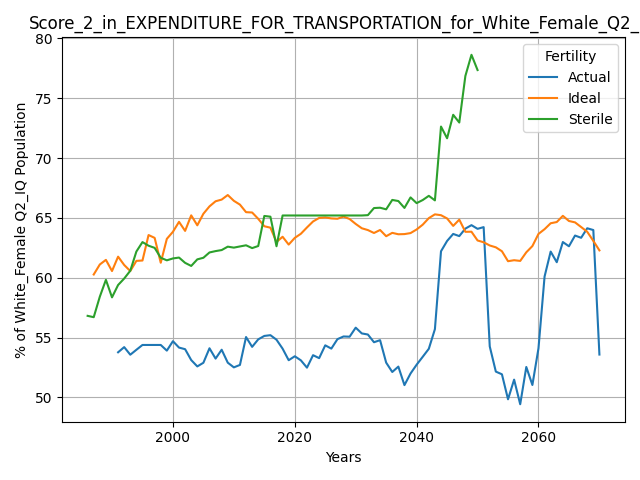 Score_2_in_EXPENDITURE_FOR_TRANSPORTATION_for_White_Female_Q2_
80
75
70
65
60
55
50
% of White_Female Q2_IQ Population
Fertility
Actual
Ideal
Sterile
2000
2020
2040
2060
Years